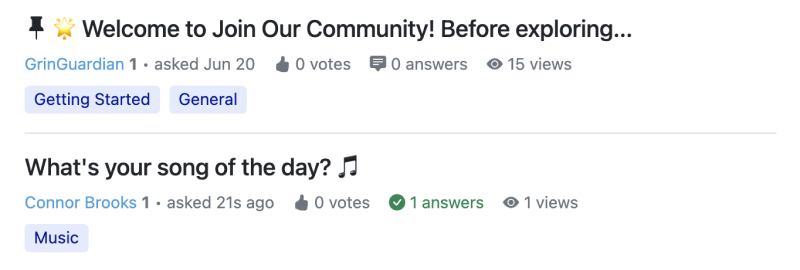 📌 🌟 Welcome to Join Our Community! Before exploring...
GrinGuardian 1 • asked Jun 20 0 votes 0 answers 15 views
Getting Started General
What's your song of the day? 🎵
Connor Brooks 1 • asked 21s ago 0 votes 1 answers 1 views
Music